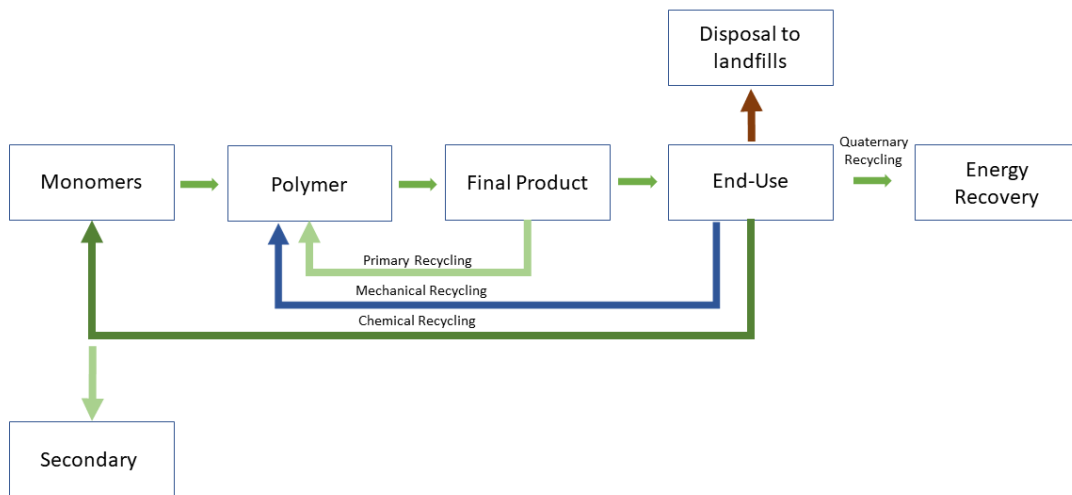 Disposal to
landfills
Monomers
Polymer
Final Product
End-Use
Quaternary
Recycling
Energy
Recovery
Primary Recycling
Mechanical Recycling
Chemical Recycling
Secondary